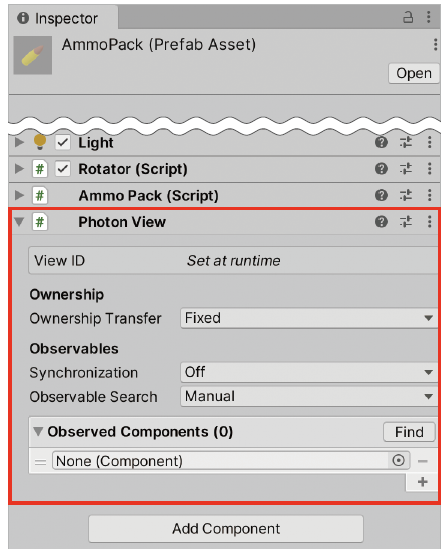 Inspector
AmmoPack (Prefab Asset)
Open
Light
# Rotator (Script)
# Ammo Pack (Script)
# Photon View
View ID Set at runtime
Ownership
Ownership Transfer Fixed
Observables
Synchronization Off
Observable Search Manual
Observed Components (0) Find
None (Component)
Add Component